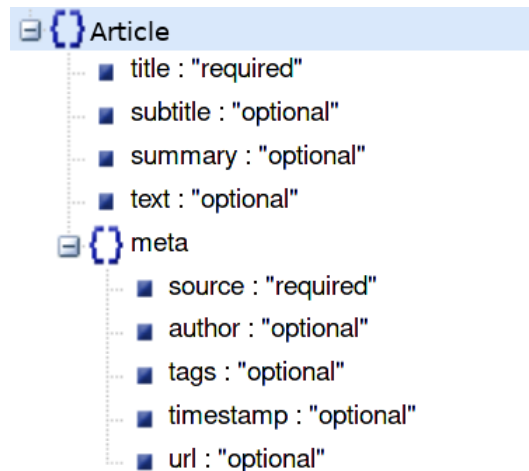 Article
title : "required"
subtitle : "optional"
summary : "optional"
text : "optional"
meta
source : "required"
author : "optional"
tags : "optional"
timestamp : "optional"
url : "optional"